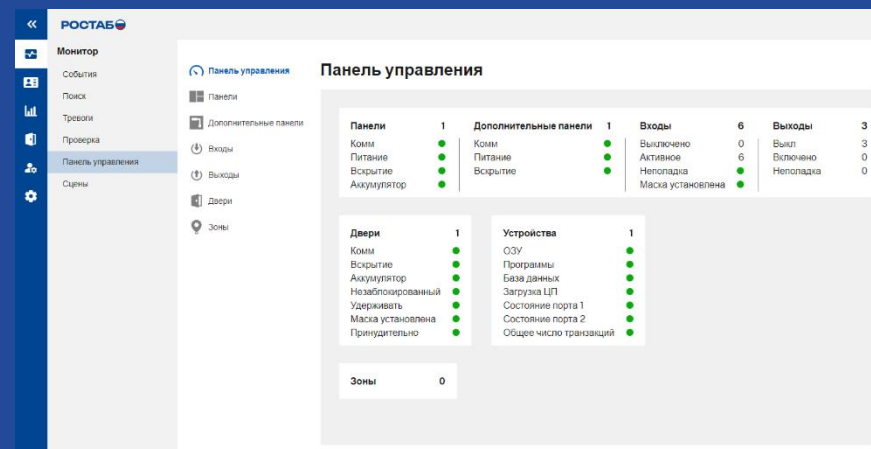 РОСТАБ
Монитор
События
Поиск
Тревоги
Проверка
Панель управления
Сцены
Панель управления
Панели
Дополнительные панели
Входы
Выходы
Двери
Зоны
Панель управления
Панели 1
Комм
Питание
Вскрытие
Аккумулятор
Дополнительные панели 1
Комм
Питание
Вскрытие
Входы 6
Выключено 0
Активное 6
Неполадка
Маска установлена
Выходы 3
Выкл 3
Включено 0
Неполадка 0
Двери 1
Комм
Вскрытие
Аккумулятор
Незаблокированный
Удерживать
Маска установлена
Принудительно
Устройства 1
ОЗУ
Программы
База данных
Загрузка ЦП
Состояние порта 1
Состояние порта 2
Общее число транзакций
Зоны 0